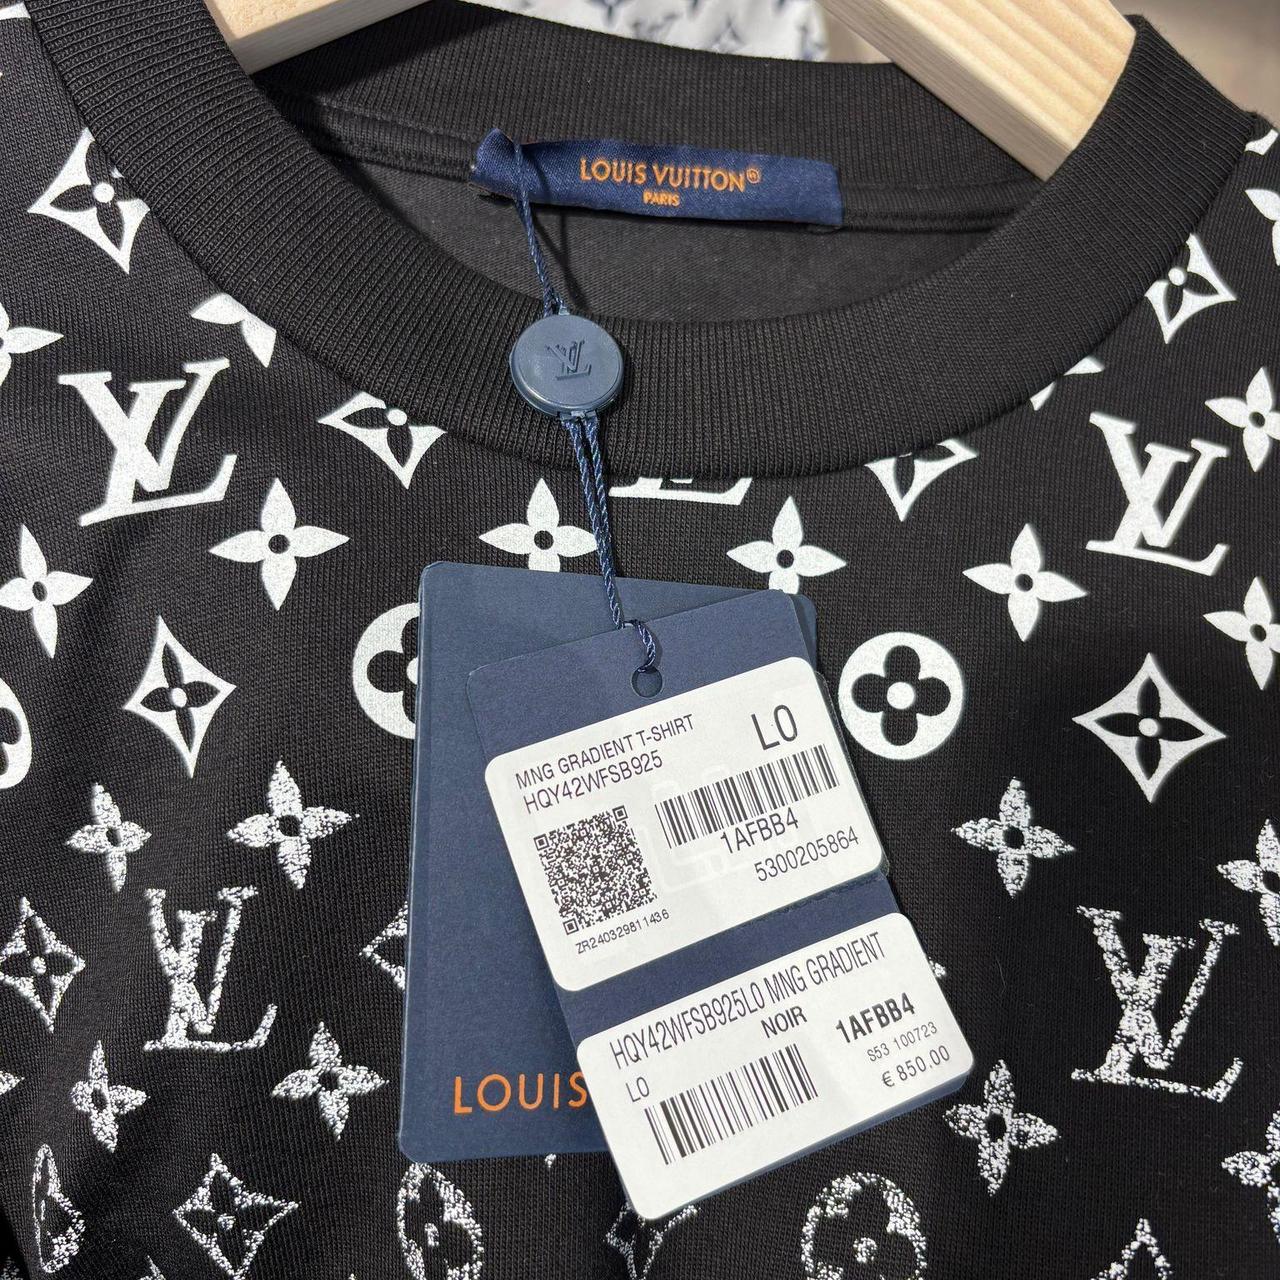 LOUIS VUITTON
PARIS
LV
MNG GRADIENT T-SHIRT
HQY42WFSB925
L0
1AFBB4
5300205864
ZR240329811436
HQY42WFSB925L0 MNG GRADIENT
NOIR
1AFBB4
L0
S53 100723
€ 850.00
LOUIS